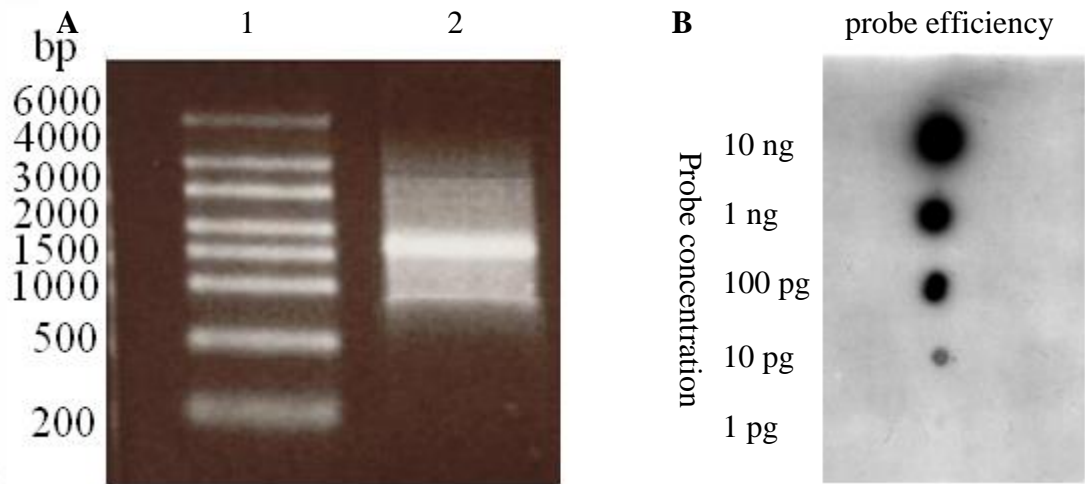 A 1 2
bp
6000
4000
3000
2000
1500
1000
500
200
B probe efficiency
Probe concentration
10 ng
1 ng
100 pg
10 pg
1 pg